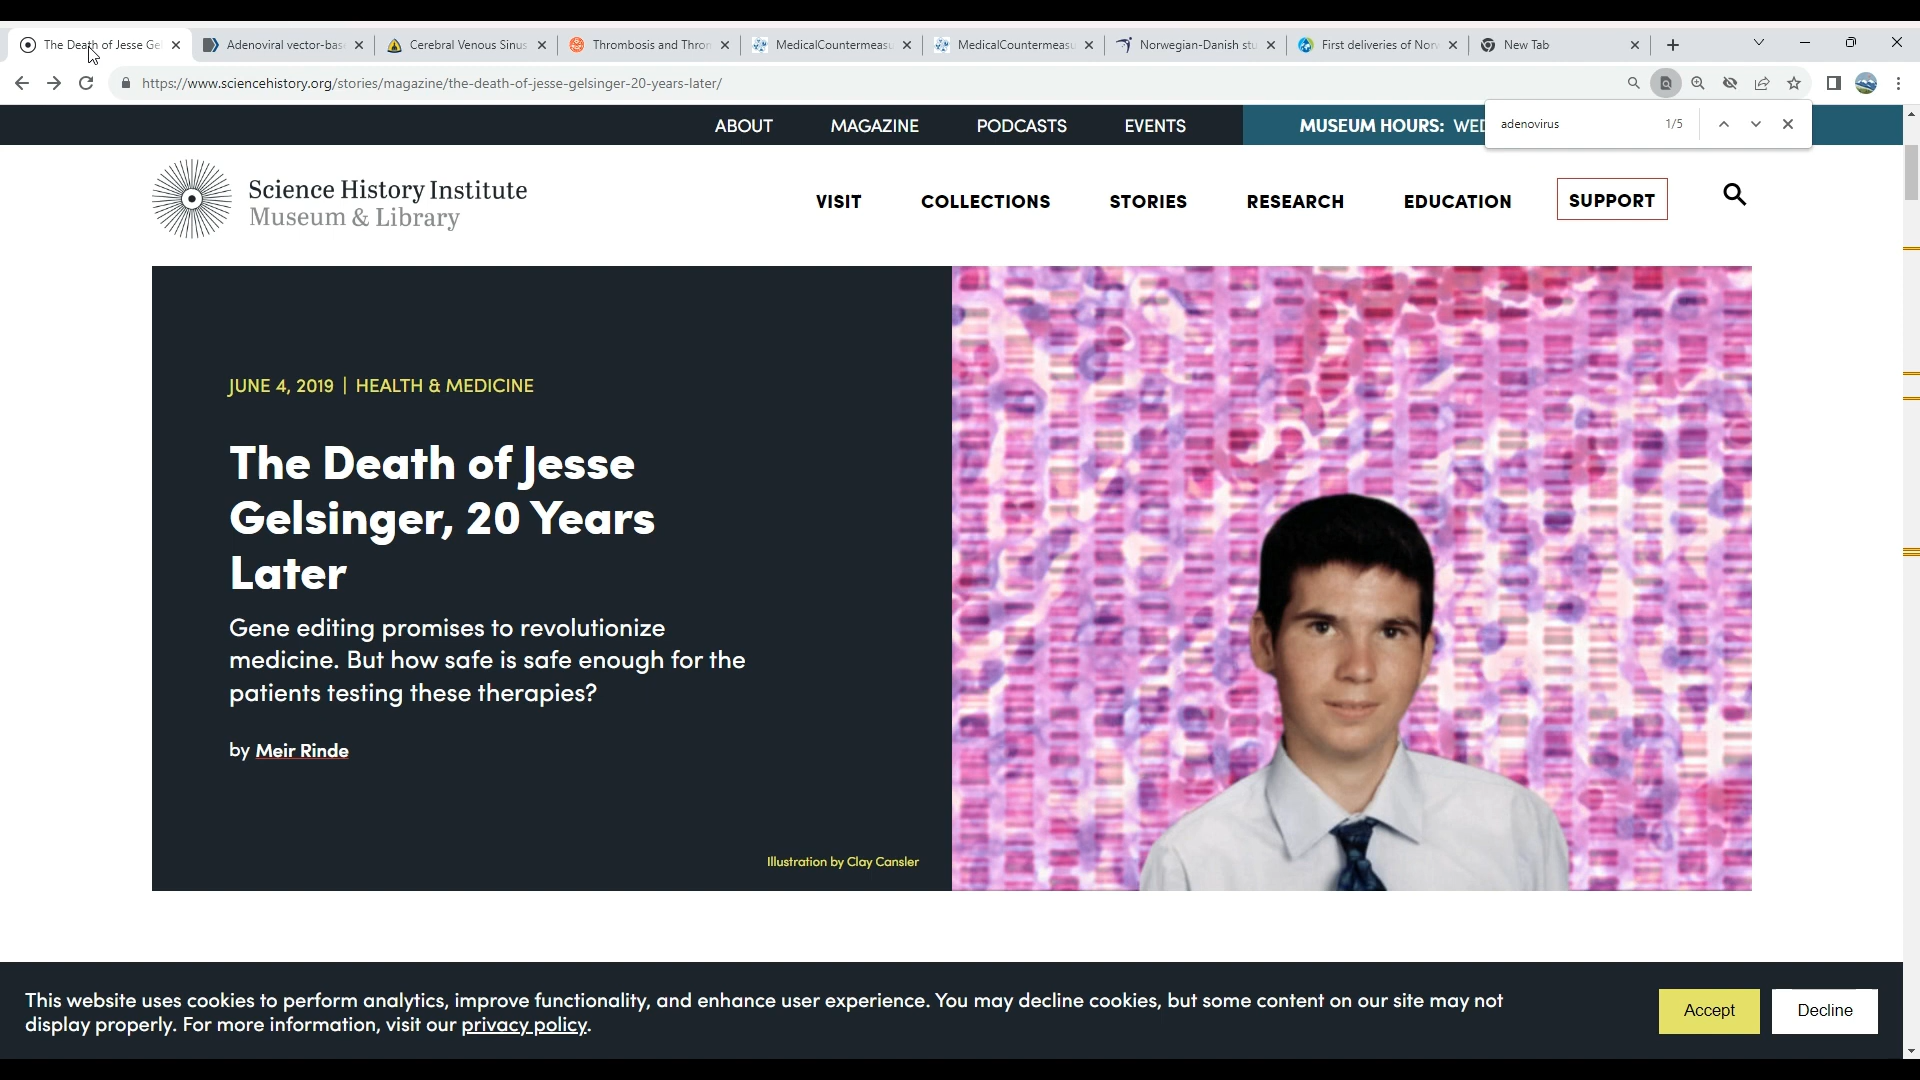 The Death of Jesse Gel
Adenoviral vector-bas
Cerebral Venous Sinus
Thrombosis and Throm
MedicalCountermeasu
MedicalCountermeasu
Norwegian-Danish stu
First deliveries of Norv
New Tab
https://www.sciencehistory.org/stories/magazine/the-death-of-jesse-gelsinger-20-years-later/
adenovirus 1/5
ABOUT MAGAZINE PODCASTS EVENTS MUSEUM HOURS: WED
Science History Institute
Museum & Library
VISIT COLLECTIONS STORIES RESEARCH EDUCATION SUPPORT
JUNE 4, 2019 | HEALTH & MEDICINE
The Death of Jesse
Gelsinger, 20 Years
Later
Gene editing promises to revolutionize
medicine. But how safe is safe enough for the
patients testing these therapies?
by Meir Rinde
Illustration by Clay Cansler
This website uses cookies to perform analytics, improve functionality, and enhance user experience. You may decline cookies, but some content on our site may not
display properly. For more information, visit our privacy policy.
Accept
Decline